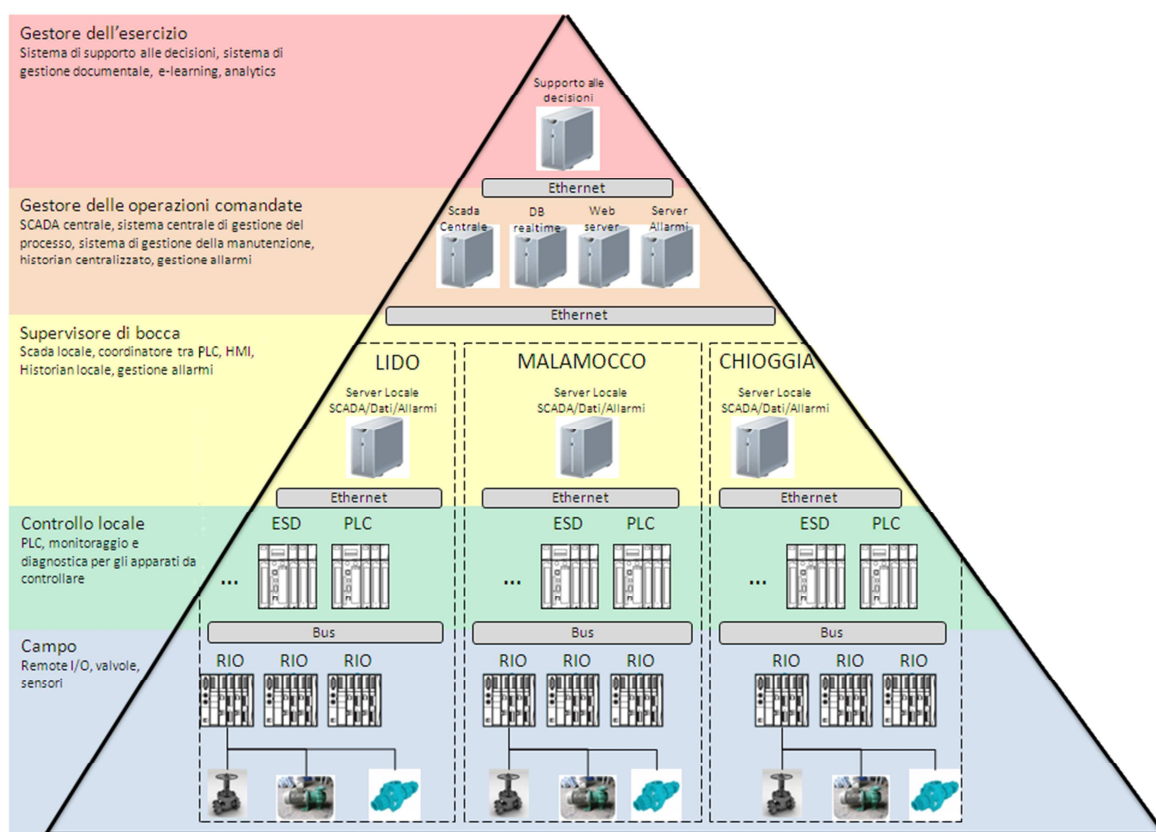 Gestore dell'esercizio
Sistema di supporto alle decisioni, sistema di
gestione documentale, e-learning, analytics
Supporto alle
decisioni
Ethernet
Gestore delle operazioni comandate
SCADA centrale, sistema centrale di gestione del
processo, sistema di gestione della manutenzione,
historian centralizzato, gestione allarmi
Scada
Centrale
DB
realtime
Web
server
Server
Allarmi
Ethernet
Supervisore di bocca
Scada locale, coordinatore tra PLC, HMI,
Historian locale, gestione allarmi
LIDO
MALAMOCCO
CHIOGGIA
Server Locale
SCADA/Dati/Allarmi
Server Locale
SCADA/Dati/Allarmi
Server Locale
SCADA/Dati/Allarmi
Ethernet
Ethernet
Ethernet
Controllo locale
PLC, monitoraggio e
diagnostica per gli apparati da
controllare
ESD PLC
...
ESD PLC
...
ESD PLC
...
Bus
Bus
Bus
Campo
Remote I/O, valvole,
sensori
RIO RIO RIO
RIO RIO RIO
RIO RIO RIO